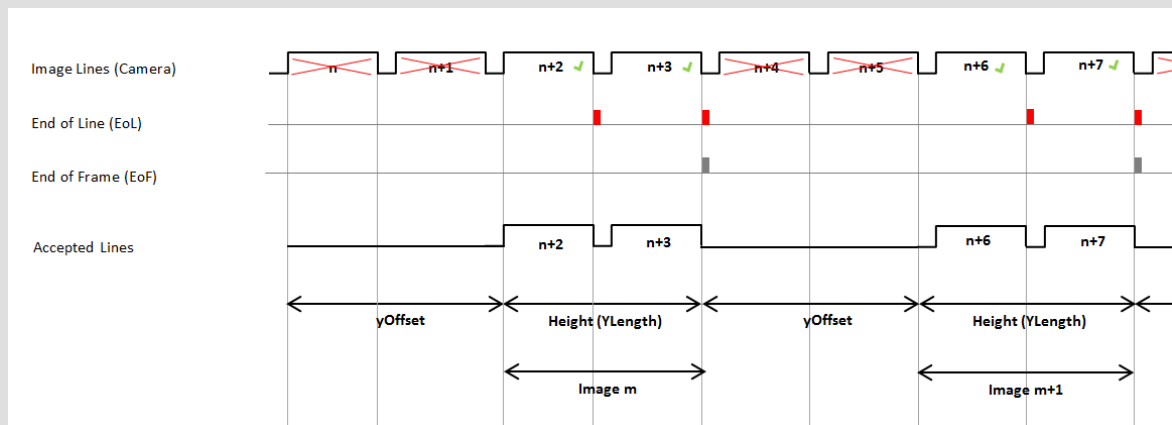 Image Lines (Camera)
n
n+1
n+2
n+3
n+4
n+5
n+6
n+7
End of Line (EoL)
End of Frame (EoF)
Accepted Lines
n+2
n+3
n+6
n+7
yOffset
Height (YLength)
yOffset
Height (YLength)
Image m
Image m+1